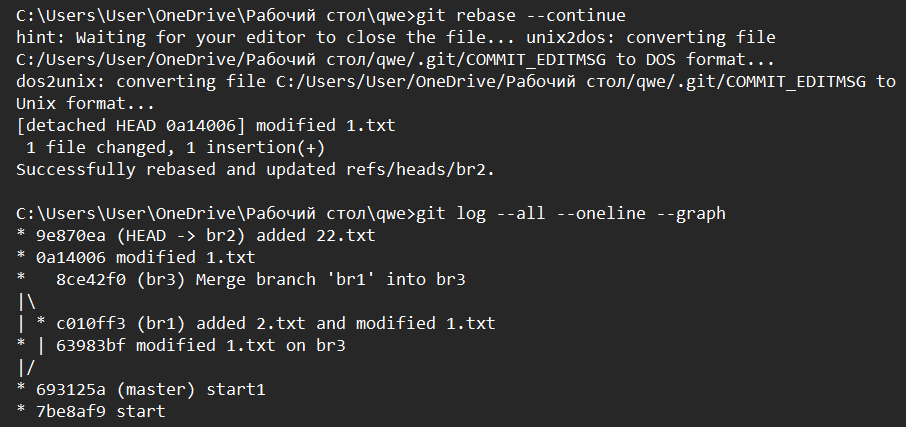 C:\Users\User\OneDrive\Рабочий стол\qwe>git rebase --continue
hint: Waiting for your editor to close the file... unix2dos: converting file
C:/Users/User/OneDrive/Рабочий стол/qwe/.git/COMMIT_EDITMSG to DOS format...
dos2unix: converting file C:/Users/User/OneDrive/Рабочий стол/qwe/.git/COMMIT_EDITMSG to
Unix format...
[detached HEAD 0a14006] modified 1.txt
 1 file changed, 1 insertion(+)
Successfully rebased and updated refs/heads/br2.

C:\Users\User\OneDrive\Рабочий стол\qwe>git log --all --oneline --graph
* 9e870ea (HEAD -> br2) added 22.txt
* 0a14006 modified 1.txt
*   8ce42f0 (br3) Merge branch 'br1' into br3
|\
| * c010ff3 (br1) added 2.txt and modified 1.txt
* | 63983bf modified 1.txt on br3
|/
* 693125a (master) start1
* 7be8af9 start